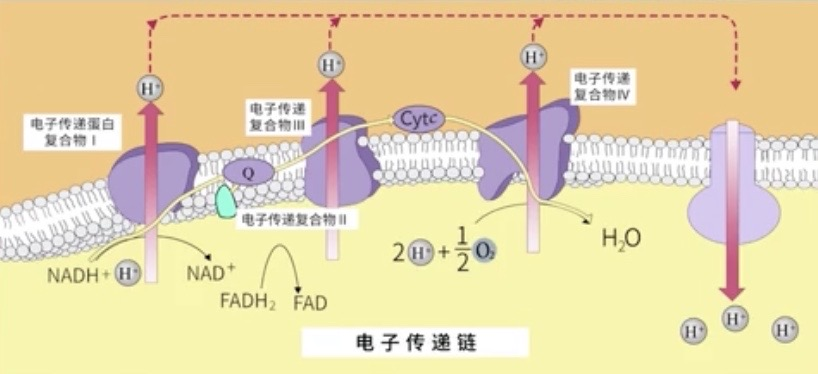 H⁺
H⁺
H⁺
电子传递蛋白
复合物Ⅰ
电子传递
复合物Ⅲ
Cytc
电子传递
复合物Ⅳ
Q
电子传递复合物Ⅱ
NADH+ H⁺
NAD⁺
FADH₂
FAD
2 H⁺ + 1/2 O₂
H₂O
H⁺
H⁺
H⁺
电子传递链